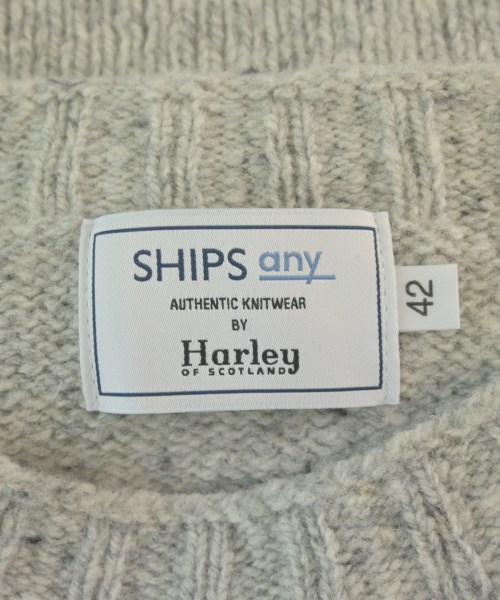 SHIPS any
AUTHENTIC KNITWEAR
BY
Harley
OF SCOTLAND
42